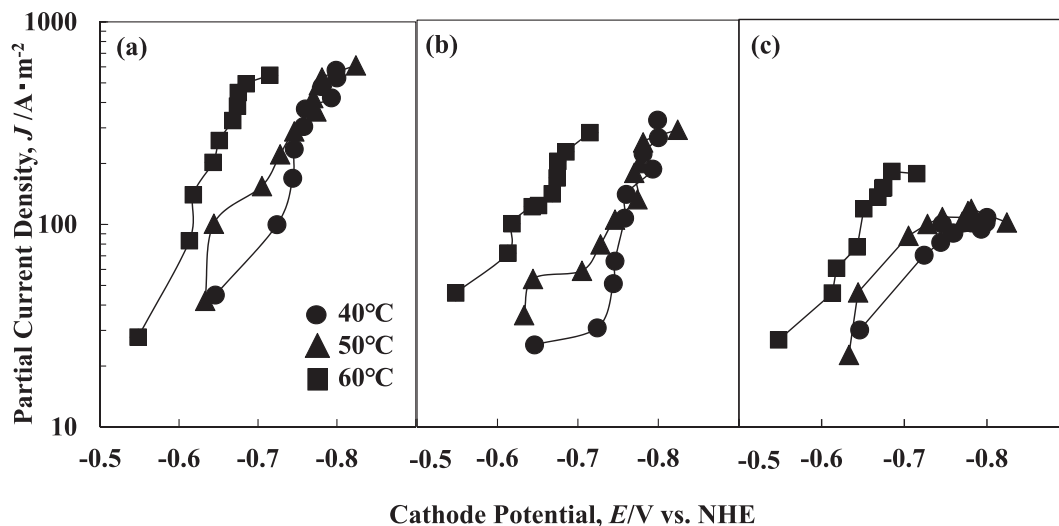 Partial Current Density, J /A・m-2
1000
100
10
(a)
(b)
(c)
40°C
50°C
60°C
-0.5 -0.6 -0.7 -0.8 -0.5 -0.6 -0.7 -0.8 -0.5 -0.6 -0.7 -0.8
Cathode Potential, E/V vs. NHE